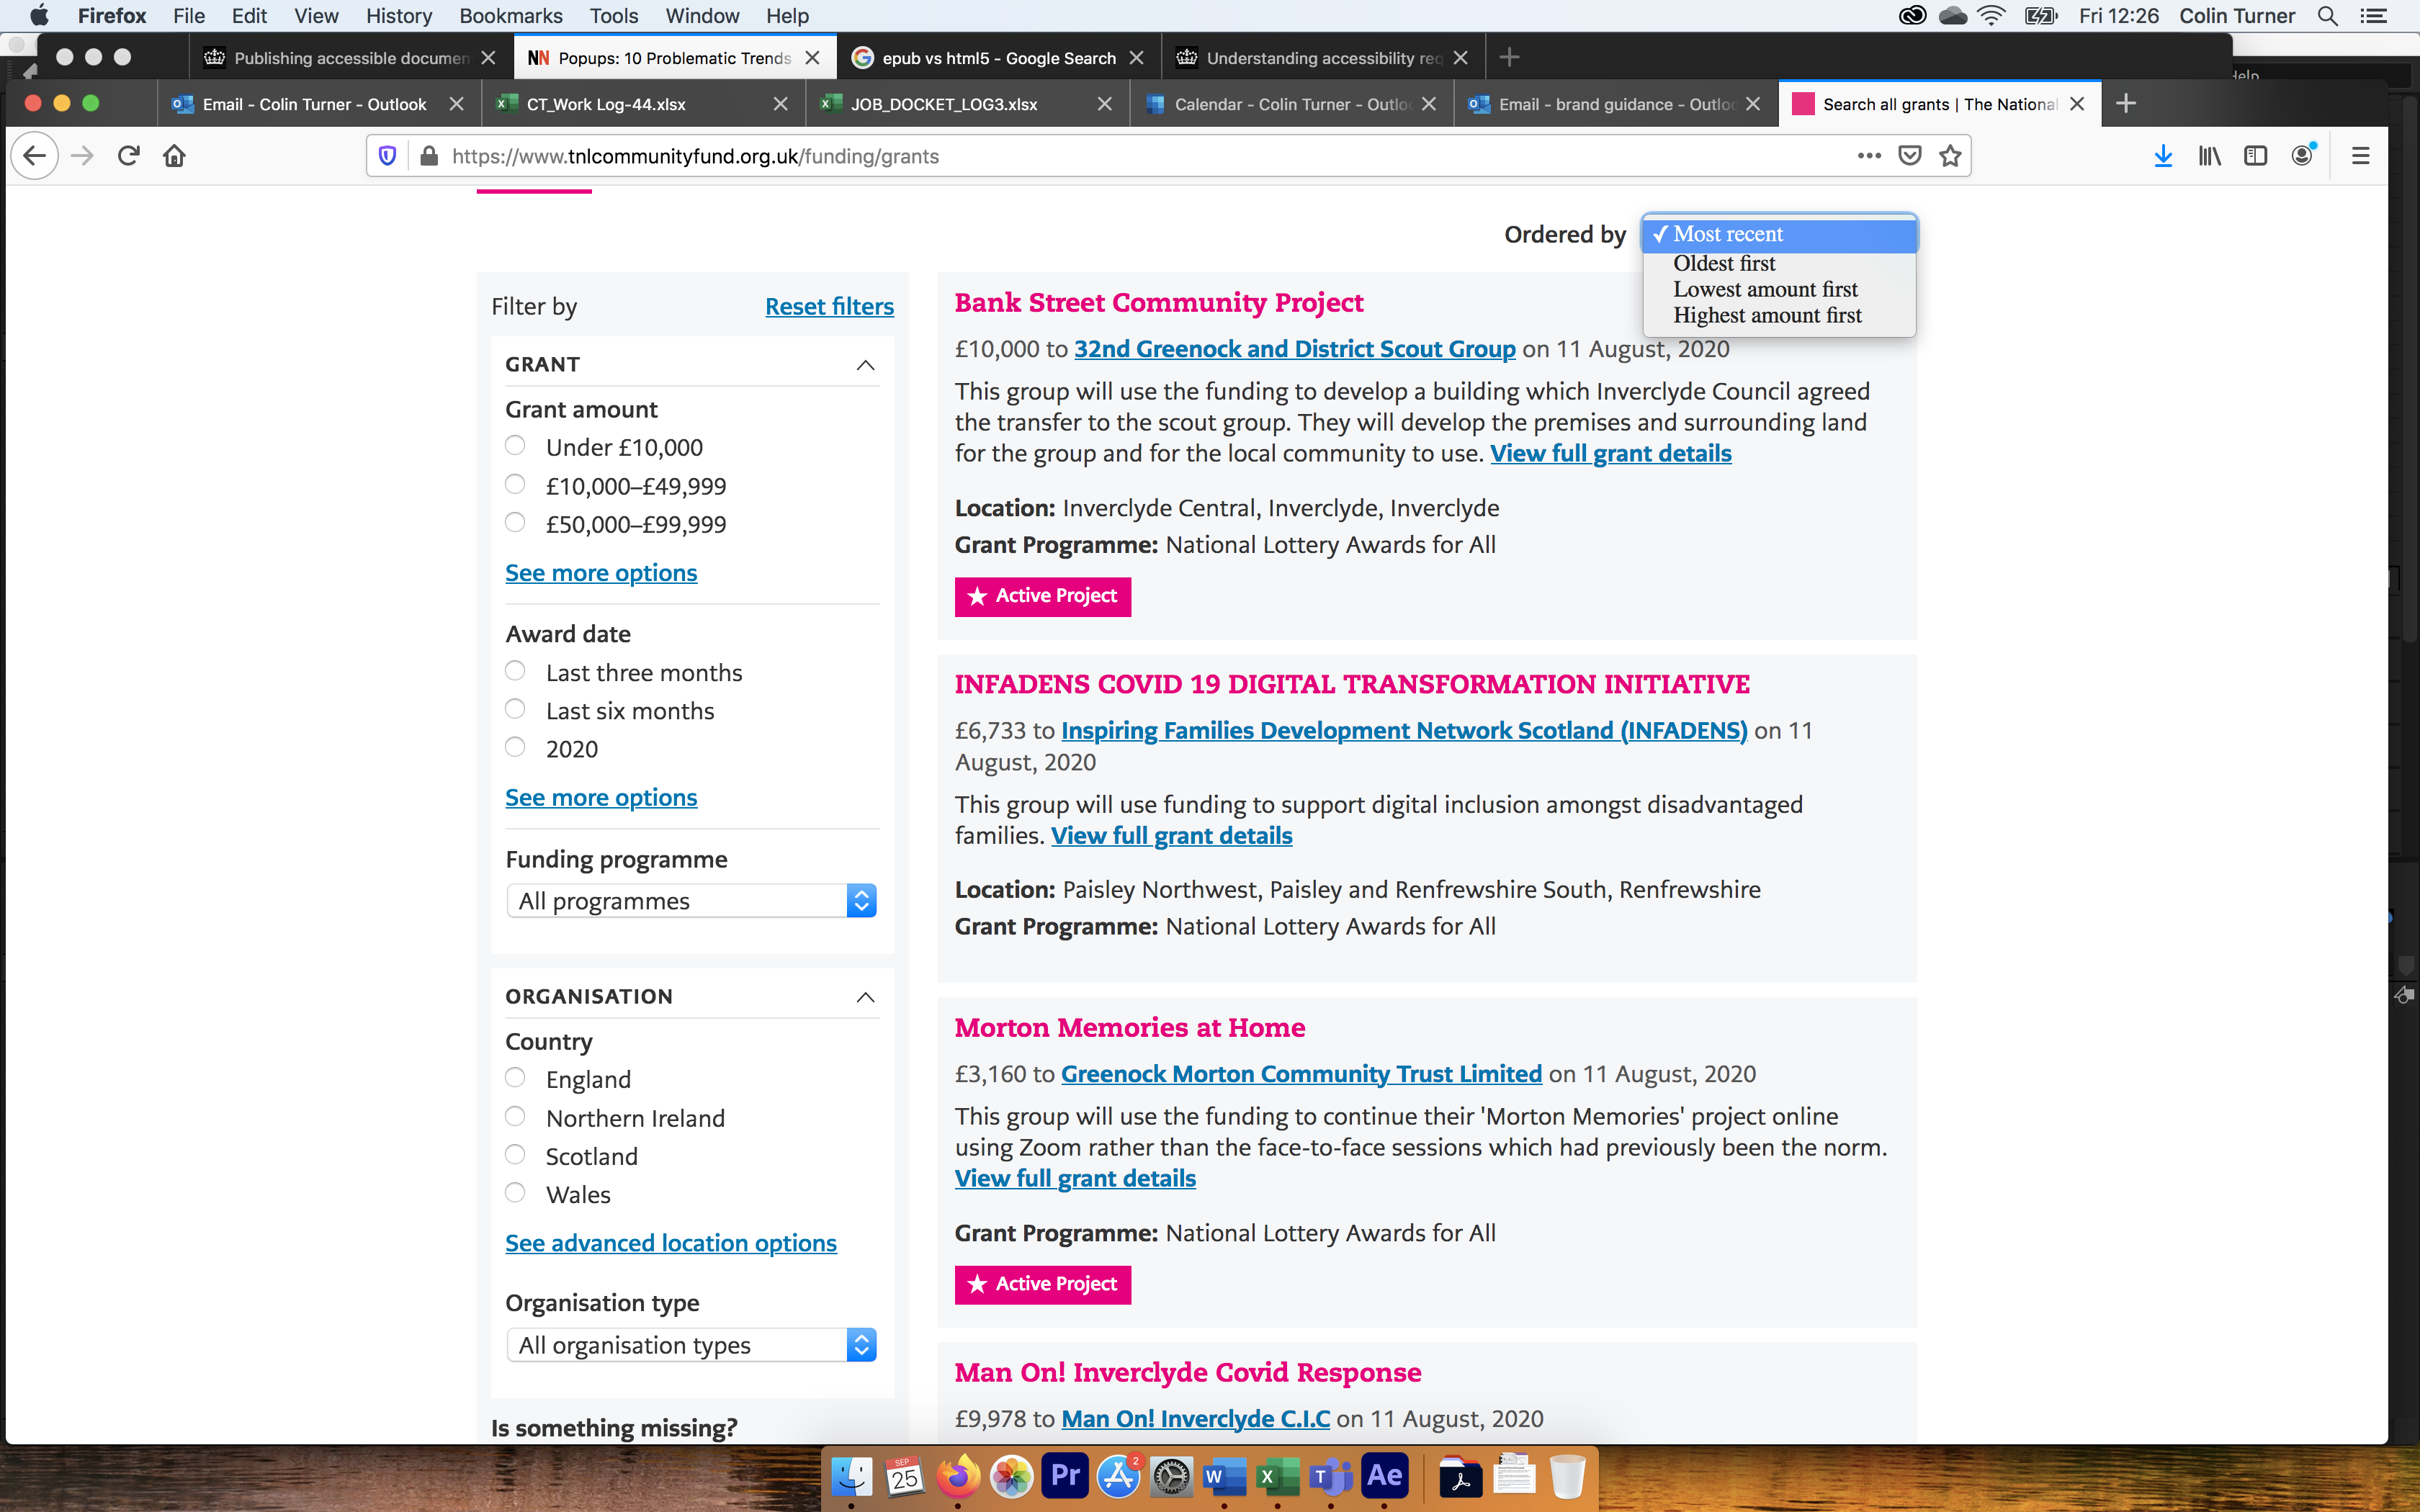 Firefox File Edit View History Bookmarks Tools Window Help Fri 12:26 Colin Turner
Publishing accessible documen Popups: 10 Problematic Trends epub vs html5 - Google Search Understanding accessibility req
Help
Email - Colin Turner - Outlook CT_Work Log-44.xlsx JOB_DOCKET_LOG3.xlsx Calendar - Colin Turner - Outlo Email - brand guidance - Outloo Search all grants | The National
https://www.tnlcommunityfund.org.uk/funding/grants
Ordered by
✓ Most recent
Oldest first
Lowest amount first
Highest amount first
Filter by Reset filters
GRANT
Grant amount
Under £10,000
£10,000–£49,999
£50,000–£99,999
See more options
Award date
Last three months
Last six months
2020
See more options
Funding programme
All programmes
ORGANISATION
Country
England
Northern Ireland
Scotland
Wales
See advanced location options
Organisation type
All organisation types
Is something missing?
Bank Street Community Project
£10,000 to 32nd Greenock and District Scout Group on 11 August, 2020
This group will use the funding to develop a building which Inverclyde Council agreed
the transfer to the scout group. They will develop the premises and surrounding land
for the group and for the local community to use. View full grant details
Location: Inverclyde Central, Inverclyde, Inverclyde
Grant Programme: National Lottery Awards for All
★ Active Project
INFADENS COVID 19 DIGITAL TRANSFORMATION INITIATIVE
£6,733 to Inspiring Families Development Network Scotland (INFADENS) on 11
August, 2020
This group will use funding to support digital inclusion amongst disadvantaged
families. View full grant details
Location: Paisley Northwest, Paisley and Renfrewshire South, Renfrewshire
Grant Programme: National Lottery Awards for All
Morton Memories at Home
£3,160 to Greenock Morton Community Trust Limited on 11 August, 2020
This group will use the funding to continue their 'Morton Memories' project online
using Zoom rather than the face-to-face sessions which had previously been the norm.
View full grant details
Grant Programme: National Lottery Awards for All
★ Active Project
Man On! Inverclyde Covid Response
£9,978 to Man On! Inverclyde C.I.C on 11 August, 2020
SEP
25 Pr 2 W X T Ae